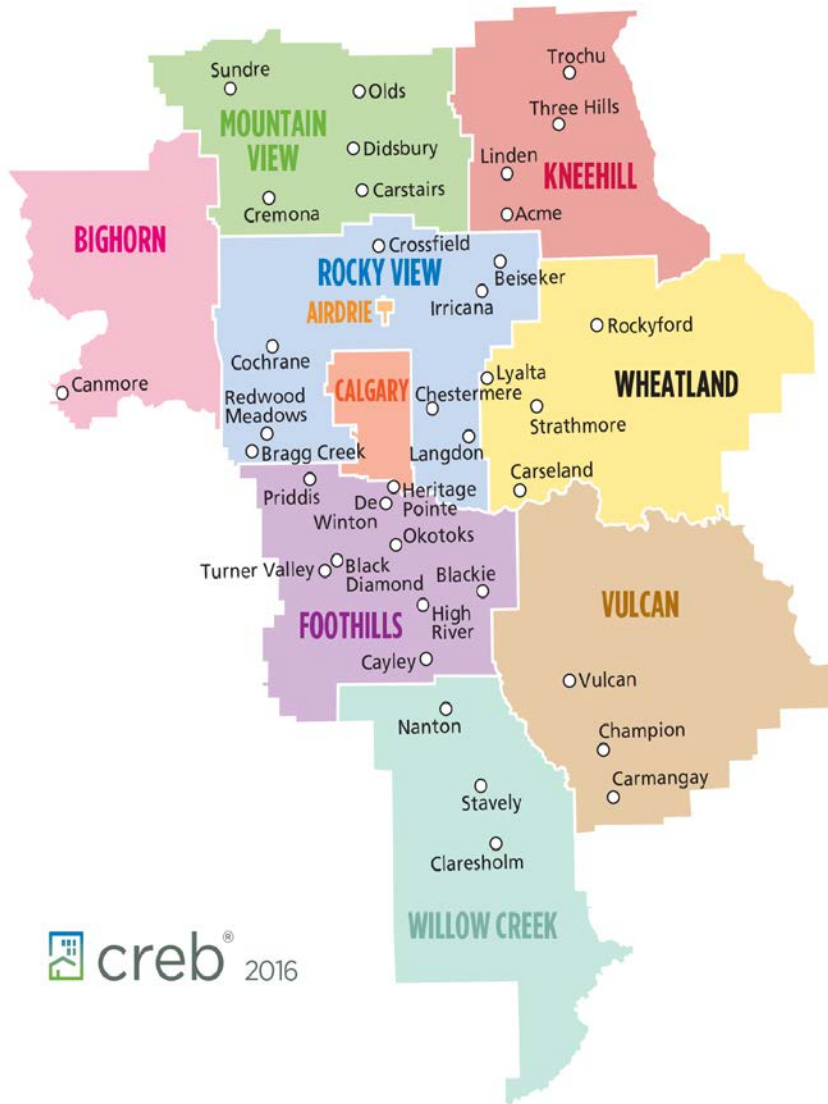 Sundre
Olds
MOUNTAIN
VIEW
Didsbury
Carstairs
Cremona
Trochu
Three Hills
Linden
KNEEHILL
Acme
BIGHORN
Canmore
Crossfield
ROCKY VIEW
Beiseker
AIRDRIE
Irricana
Cochrane
CALGARY
Chestermere
Redwood
Meadows
Bragg Creek
Langdon
Rockyford
Lyalta
WHEATLAND
Strathmore
Carseland
Priddis
Heritage
Pointe
De
Winton
Okotoks
Turner Valley
Black
Diamond
Blackie
FOOTHILLS
High
River
Cayley
VULCAN
Vulcan
Champion
Carmangay
Nanton
Stavely
Claresholm
WILLOW CREEK
creb® 2016